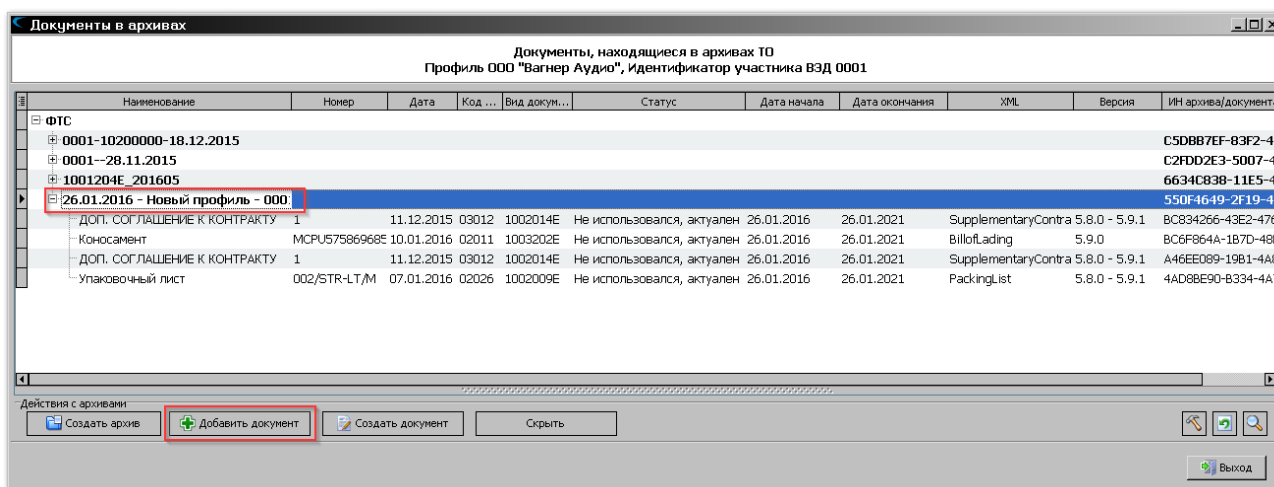 Документы в архивах
Документы, находящиеся в архивах ТО
Профиль ООО "Вагнер Аудио", Идентификатор участника ВЭД 0001
Наименование Номер Дата Код ... Вид докум... Статус Дата начала Дата окончания XML Версия ИН архива/документ
ФТС
0001-10200000-18.12.2015 C5DBB7EF-83F2-4
0001--28.11.2015 C2FDD2E3-5007-4
1001204E_201605 6634C838-11E5-4
26.01.2016 - Новый профиль - 000 550F4649-2F19-4
ДОП. СОГЛАШЕНИЕ К КОНТРАКТУ 1 11.12.2015 03012 1002014E Не использовался, актуален 26.01.2016 26.01.2021 SupplementaryContra 5.8.0 - 5.9.1 BC834266-43E2-476
Коносамент MCPU575869685 10.01.2016 02011 1003202E Не использовался, актуален 26.01.2016 26.01.2021 BillofLading 5.9.0 BC6F864A-1B7D-48
ДОП. СОГЛАШЕНИЕ К КОНТРАКТУ 1 11.12.2015 03012 1002014E Не использовался, актуален 26.01.2016 26.01.2021 SupplementaryContra 5.8.0 - 5.9.1 A46EE089-19B1-4A
Упаковочный лист 002/STR-LT/M 07.01.2016 02026 1002009E Не использовался, актуален 26.01.2016 26.01.2021 PackingList 5.8.0 - 5.9.1 4AD8BE90-B334-4A
Действия с архивами
Создать архив Добавить документ Создать документ Скрыть
Выход